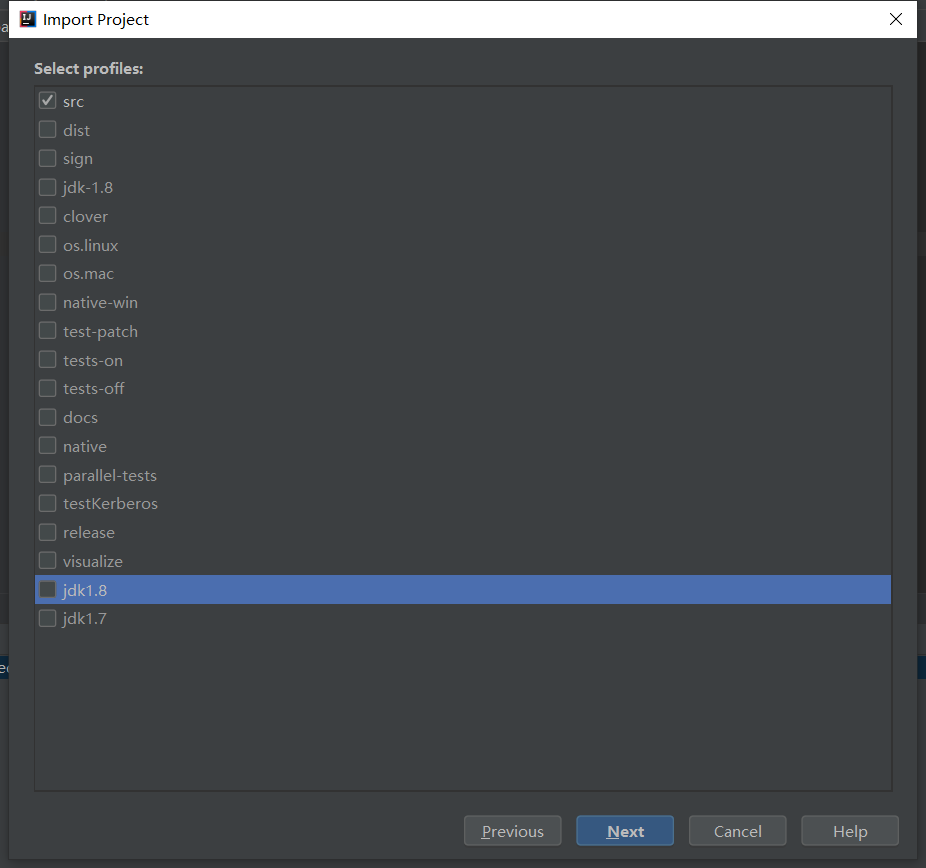 Import Project
Select profiles:
src
dist
sign
jdk-1.8
clover
os.linux
os.mac
native-win
test-patch
tests-on
tests-off
docs
native
parallel-tests
testKerberos
release
visualize
jdk1.8
jdk1.7
Previous
Next
Cancel
Help